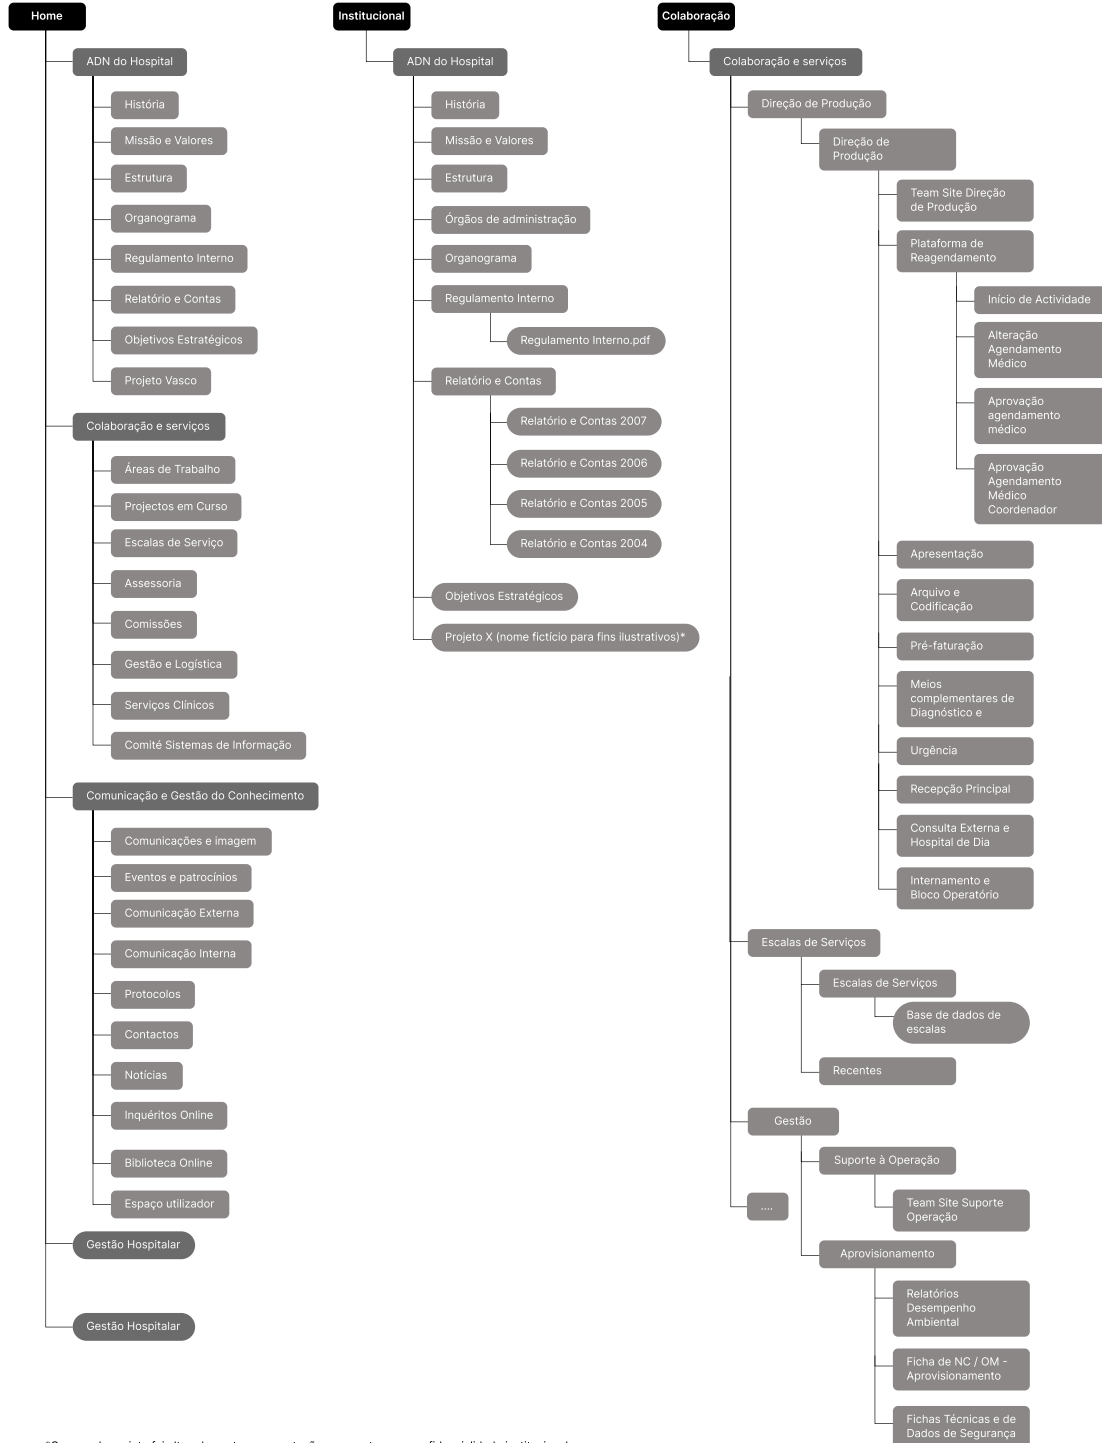 Home
ADN do Hospital
História
Missão e Valores
Estrutura
Organograma
Regulamento Interno
Relatório e Contas
Objetivos Estratégicos
Projeto Vasco
Colaboração e serviços
Áreas de Trabalho
Projectos em Curso
Escalas de Serviço
Assessoria
Comissões
Gestão e Logística
Serviços Clínicos
Comité Sistemas de Informação
Comunicação e Gestão do Conhecimento
Comunicações e imagem
Eventos e patrocínios
Comunicação Externa
Comunicação Interna
Protocolos
Contactos
Notícias
Inquéritos Online
Biblioteca Online
Espaço utilizador
Gestão Hospitalar
Gestão Hospitalar
Institucional
ADN do Hospital
História
Missão e Valores
Estrutura
Órgãos de administração
Organograma
Regulamento Interno
Regulamento Interno.pdf
Relatório e Contas
Relatório e Contas 2007
Relatório e Contas 2006
Relatório e Contas 2005
Relatório e Contas 2004
Objetivos Estratégicos
Projeto X (nome fictício para fins ilustrativos)*
Colaboração
Colaboração e serviços
Direção de Produção
Direção de
Produção
Team Site Direção
de Produção
Plataforma de
Reagendamento
Início de Actividade
Alteração
Agendamento
Médico
Aprovação
agendamento
médico
Aprovação
Agendamento
Médico
Coordenador
Apresentação
Arquivo e
Codificação
Pré-faturação
Meios
complementares de
Diagnóstico e
Urgência
Recepção Principal
Consulta Externa e
Hospital de Dia
Internamento e
Bloco Operatório
Escalas de Serviços
Escalas de Serviços
Base de dados de
escalas
Recentes
Gestão
Suporte à Operação
Team Site Suporte
Operação
Aprovisionamento
Relatórios
Desempenho
Ambiental
Ficha de NC / OM -
Aprovisionamento
Fichas Técnicas e de
Dados de Segurança
....